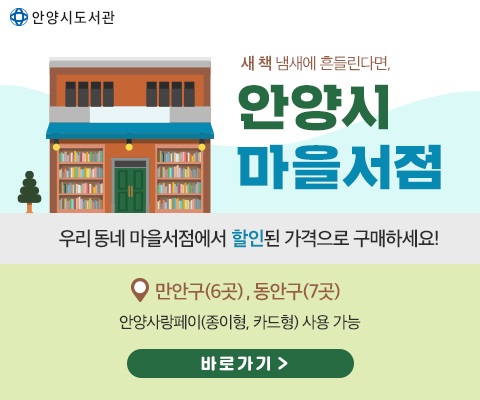 안양시도서관
새 책 냄새에 흔들린다면,
안양시
마을서점
우리 동네 마을서점에서 할인된 가격으로 구매하세요!
만안구(6곳) , 동안구(7곳)
안양사랑페이(종이형, 카드형) 사용 가능
바로가기 >